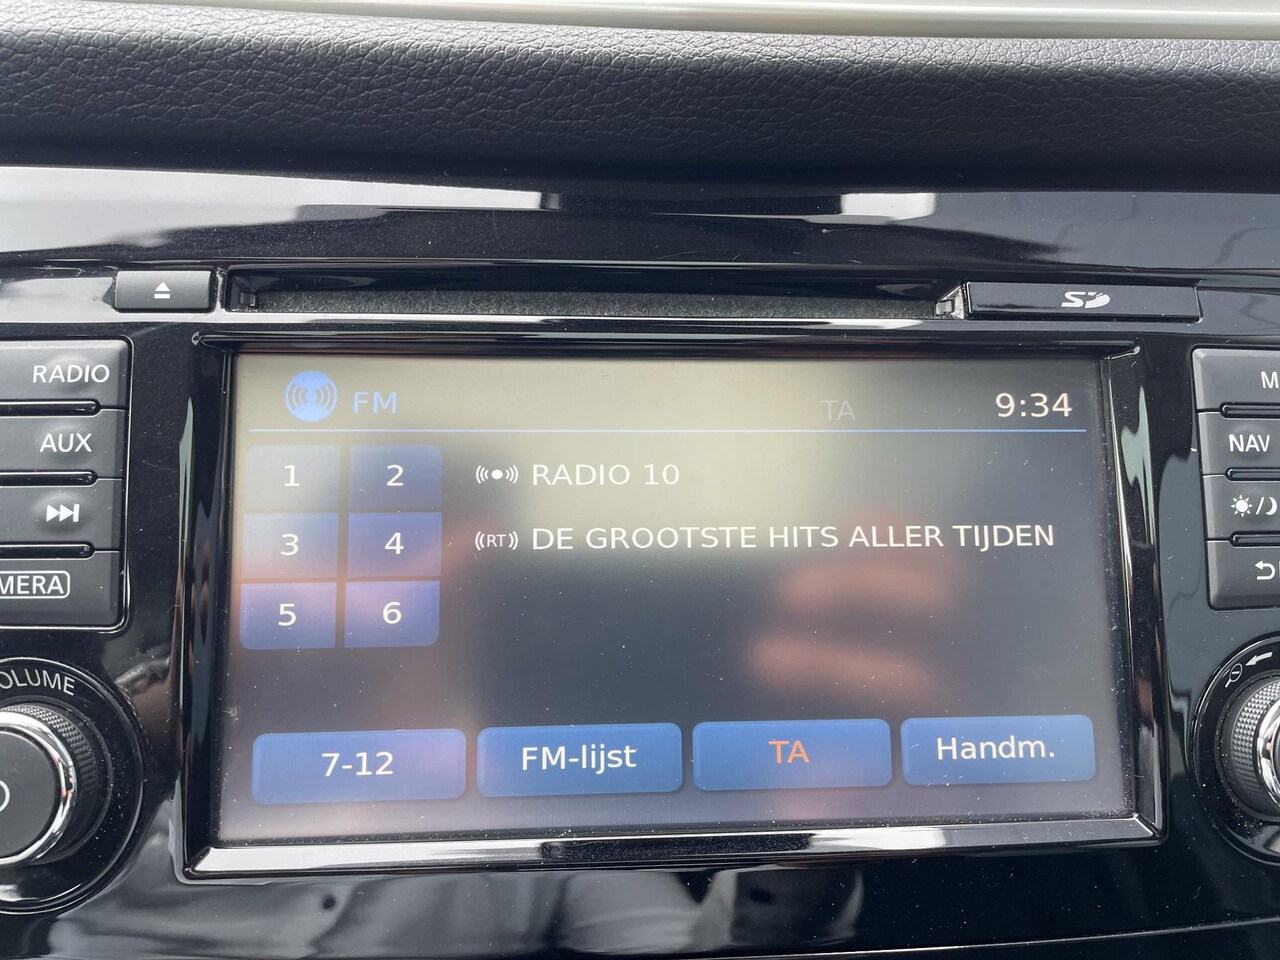 RADIO
AUX
MERA
VOLUME
SD
M
NAV
FM
TA
9:34
1
2
3
4
5
6
RADIO 10
(RT) DE GROOTSTE HITS ALLER TIJDEN
7-12
FM-lijst
TA
Handm.